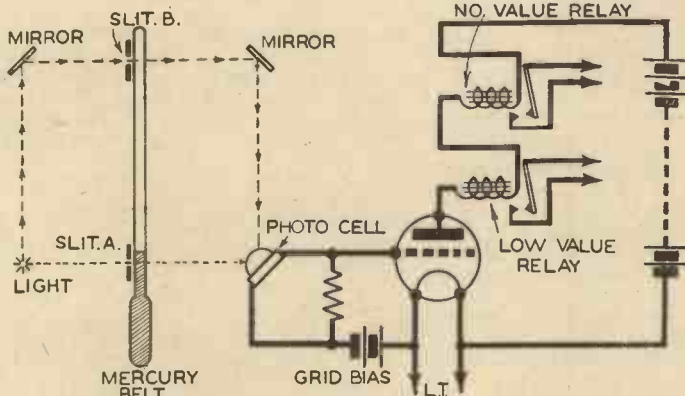 SLIT. B.
NO. VALUE RELAY
MIRROR
MIRROR
PHOTO CELL
SLIT. A.
LOW VALUE
RELAY
LIGHT
GRID BIAS
MERCURY
BELT
L.T.